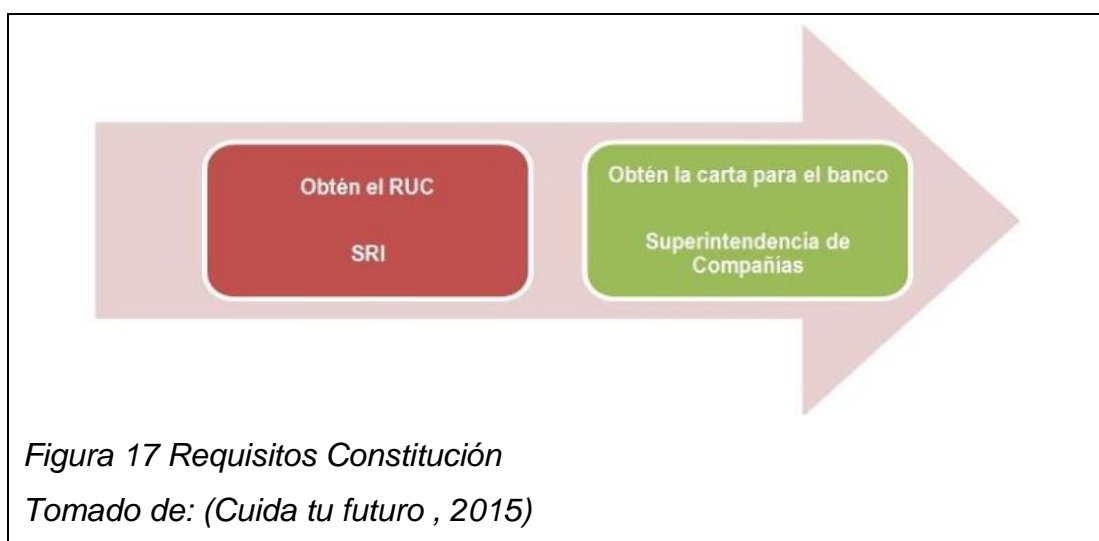 Obtén el RUC
SRI
Obtén la carta para el banco
Superintendencia de
Compañías
Figura 17 Requisitos Constitución
Tomado de: (Cuida tu futuro , 2015)